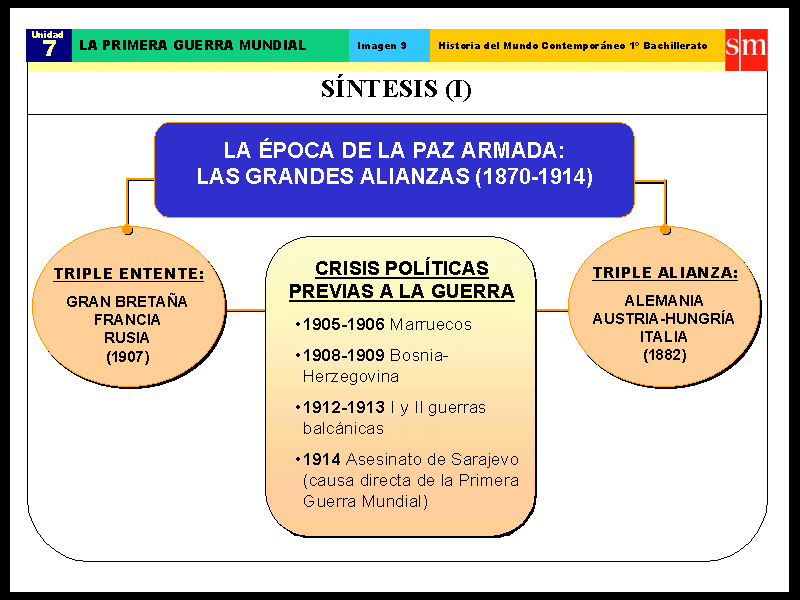 Unidad
7
LA PRIMERA GUERRA MUNDIAL
Imagen 9
Historia del Mundo Contemporáneo 1º Bachillerato
sm
SÍNTESIS (I)
LA ÉPOCA DE LA PAZ ARMADA:
LAS GRANDES ALIANZAS (1870-1914)
TRIPLE ENTENTE:
GRAN BRETAÑA
FRANCIA
RUSIA
(1907)
CRISIS POLÍTICAS
PREVIAS A LA GUERRA
•1905-1906 Marruecos
•1908-1909 Bosnia-
Herzegovina
•1912-1913 I y II guerras
balcánicas
•1914 Asesinato de Sarajevo
(causa directa de la Primera
Guerra Mundial)
TRIPLE ALIANZA:
ALEMANIA
AUSTRIA-HUNGRÍA
ITALIA
(1882)